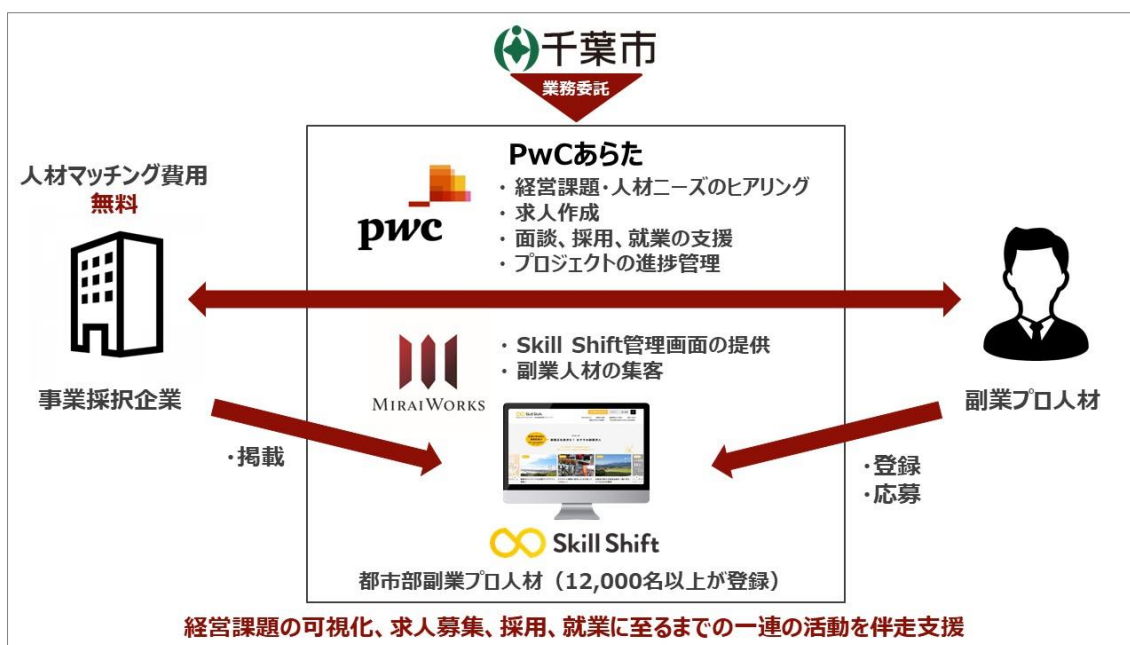 千葉市
業務委託
人材マッチング費用
無料
事業採択企業
PwCあらた
pwc
・ 経営課題・人材ニーズのヒアリング
・ 求人作成
・ 面談、採用、就業の支援
・ プロジェクトの進捗管理
MIRAIWORKS
・ Skill Shift管理画面の提供
・ 副業人材の集客
副業プロ人材
・掲載
・登録
・応募
Skill Shift
都市部副業プロ人材（12,000名以上が登録）
経営課題の可視化、求人募集、採用、就業に至るまでの一連の活動を伴走支援